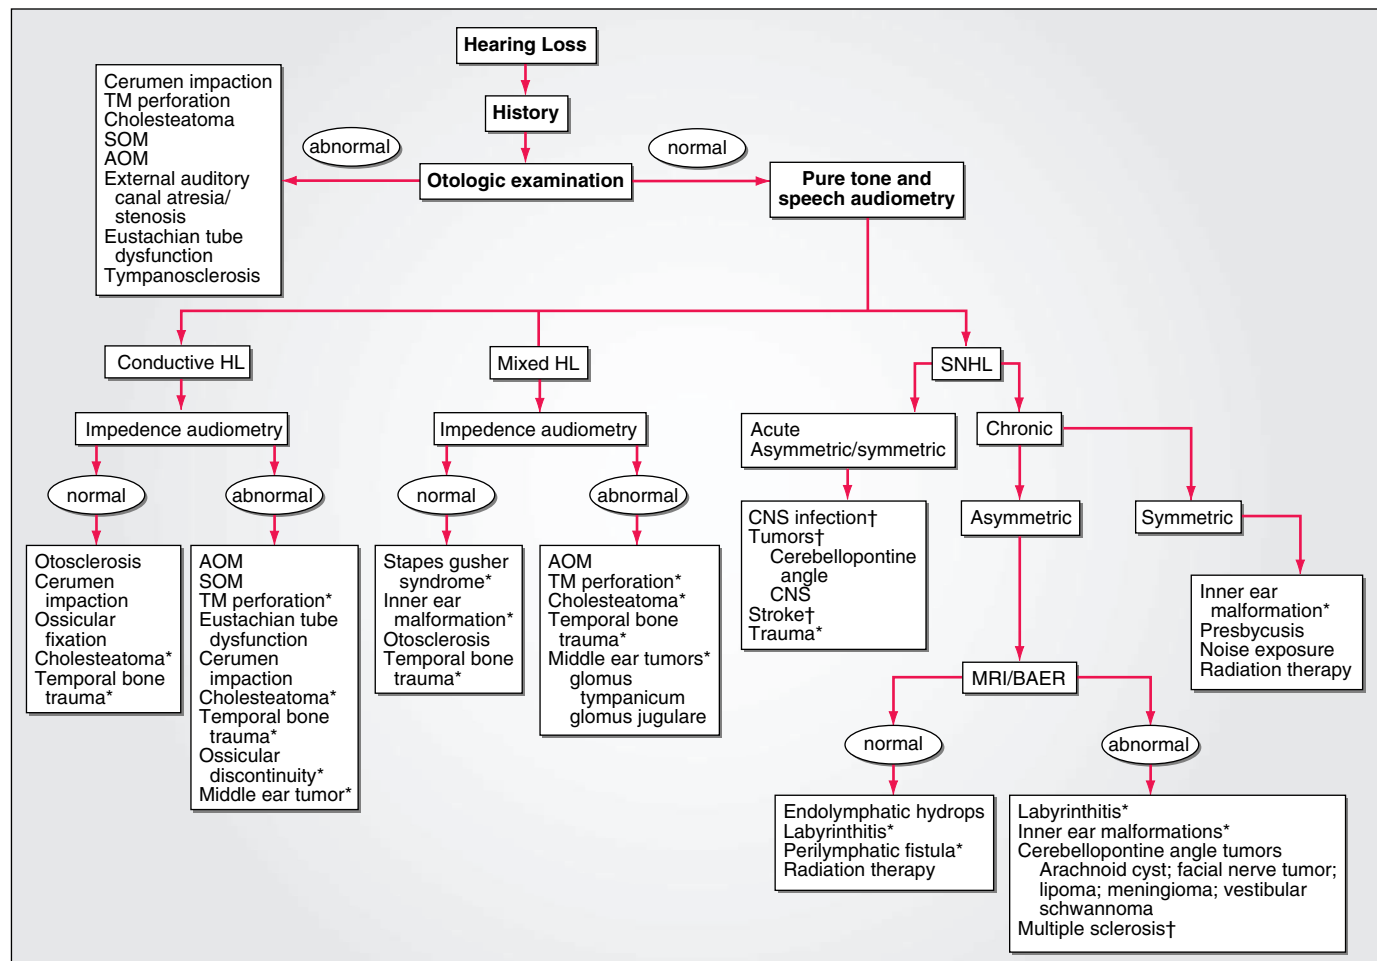 Hearing Loss
History
Cerumen impaction
TM perforation
Cholesteatoma
SOM
AOM
External auditory
canal atresia/
stenosis
Eustachian tube
dysfunction
Tympanosclerosis
abnormal
normal
Otologic examination
Pure tone and
speech audiometry
Conductive HL
Mixed HL
SNHL
Impedence audiometry
Impedence audiometry
Acute
Asymmetric/symmetric
Chronic
normal
abnormal
normal
abnormal
Otosclerosis
Cerumen
impaction
Ossicular
fixation
Cholesteatoma*
Temporal bone
trauma*
AOM
SOM
TM perforation*
Eustachian tube
dysfunction
Cerumen
impaction
Cholesteatoma*
Temporal bone
trauma*
Ossicular
discontinuity*
Middle ear tumor*
Stapes gusher
syndrome*
Inner ear
malformation*
Otosclerosis
Temporal bone
trauma*
AOM
TM perforation*
Cholesteatoma*
Temporal bone
trauma*
Middle ear tumors*
glomus
tympanicum
glomus jugulare
CNS infection†
Tumors†
Cerebellopontine
angle
CNS
Stroke†
Trauma*
Asymmetric
Symmetric
Inner ear
malformation*
Presbycusis
Noise exposure
Radiation therapy
MRI/BAER
normal
abnormal
Endolymphatic hydrops
Labyrinthitis*
Perilymphatic fistula*
Radiation therapy
Labyrinthitis*
Inner ear malformations*
Cerebellopontine angle tumors
Arachnoid cyst; facial nerve tumor;
lipoma; meningioma; vestibular
schwannoma
Multiple sclerosis†